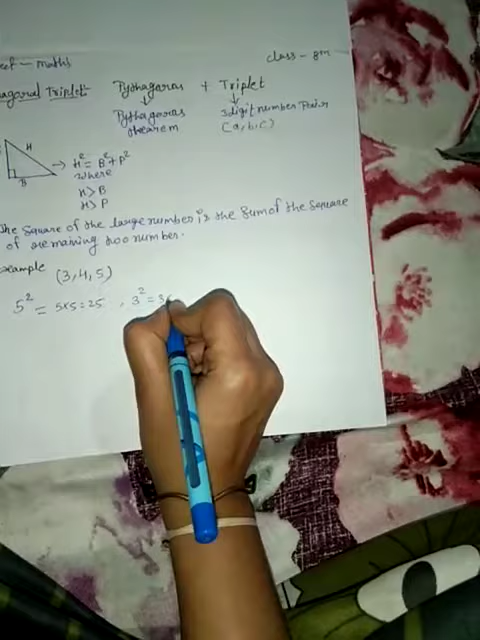 Maths
class - 8th
Triplet Pythagoras + Triplet
Pythagoras 3 digit number Pair
theorem (a, b, c)
H
B
→ H² = B² + P²
where
H > B
H > P
The Square of the large number is the Sum of the Square
of remaining two number.
example (3, 4, 5)
5² = 5×5 = 25 , 3² = 3